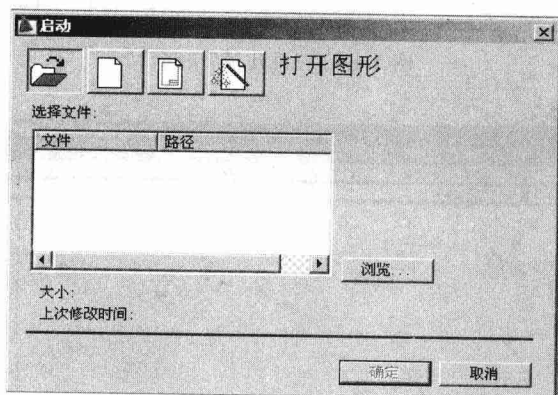 启动
打开图形
选择文件:
文件 路径
浏览...
大小:
上次修改时间:
确定 取消